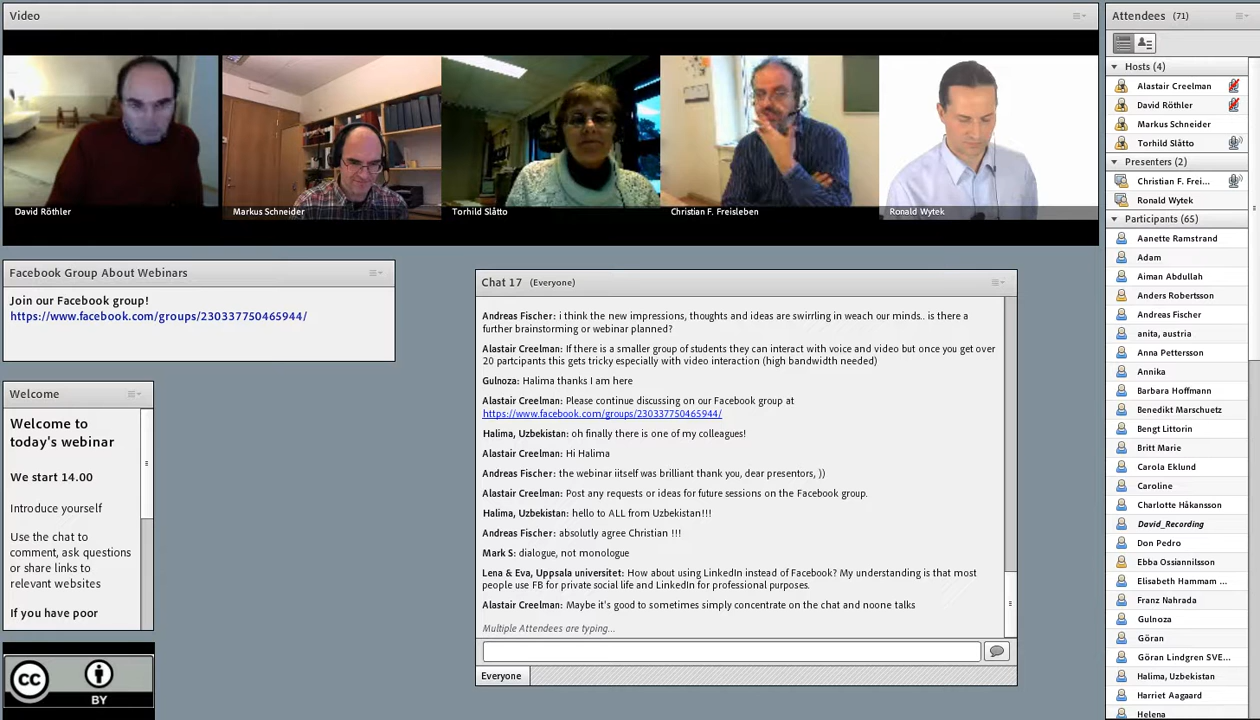 Video
David Röthler
Markus Schneider
Torhild Slåtto
Christian F. Freisleben
Ronald Wytek
Facebook Group About Webinars
Join our Facebook group!
https://www.facebook.com/groups/230337750465944/
Welcome
Welcome to
today's webinar
We start 14.00
Introduce yourself
Use the chat to
comment, ask questions
or share links to
relevant websites
If you have poor
CC
BY
Chat 17 (Everyone)
Andreas Fischer: i think the new impressions, thoughts and ideas are swirling in weach our minds.. is there a
further brainstorming or webinar planned?
Alastair Creelman: If there is a smaller group of students they can interact with voice and video but once you get over
20 partcipants this gets tricky especially with video interaction (high bandwidth needed)
Gulnoza: Halima thanks I am here
Alastair Creelman: Please continue discussing on our Facebook group at
https://www.facebook.com/groups/230337750465944/
Halima, Uzbekistan: oh finally there is one of my colleagues!
Alastair Creelman: Hi Halima
Andreas Fischer: the webinar iitself was brilliant thank you, dear presentors, ))
Alastair Creelman: Post any requests or ideas for future sessions on the Facebook group.
Halima, Uzbekistan: hello to ALL from Uzbekistan!!!
Andreas Fischer: absolutly agree Christian !!!
Mark S: dialogue, not monologue
Lena & Eva, Uppsala universitet: How about using LinkedIn instead of Facebook? My understanding is that most
people use FB for private social life and LinkedIn for professional purposes.
Alastair Creelman: Maybe it's good to sometimes simply concentrate on the chat and noone talks
Multiple Attendees are typing...
Everyone
Attendees (71)
Hosts (4)
Alastair Creelman
David Röthler
Markus Schneider
Torhild Slåtto
Presenters (2)
Christian F. Frei...
Ronald Wytek
Participants (65)
Aanette Ramstrand
Adam
Aiman Abdullah
Anders Robertsson
Andreas Fischer
anita, austria
Anna Pettersson
Annika
Barbara Hoffmann
Benedikt Marschuetz
Bengt Littorin
Britt Marie
Carola Eklund
Caroline
Charlotte Håkansson
David_Recording
Don Pedro
Ebba Ossiannilsson
Elisabeth Hammam ...
Franz Nahrada
Gulnoza
Göran
Göran Lindgren SVE...
Halima, Uzbekistan
Harriet Aagaard
Helena